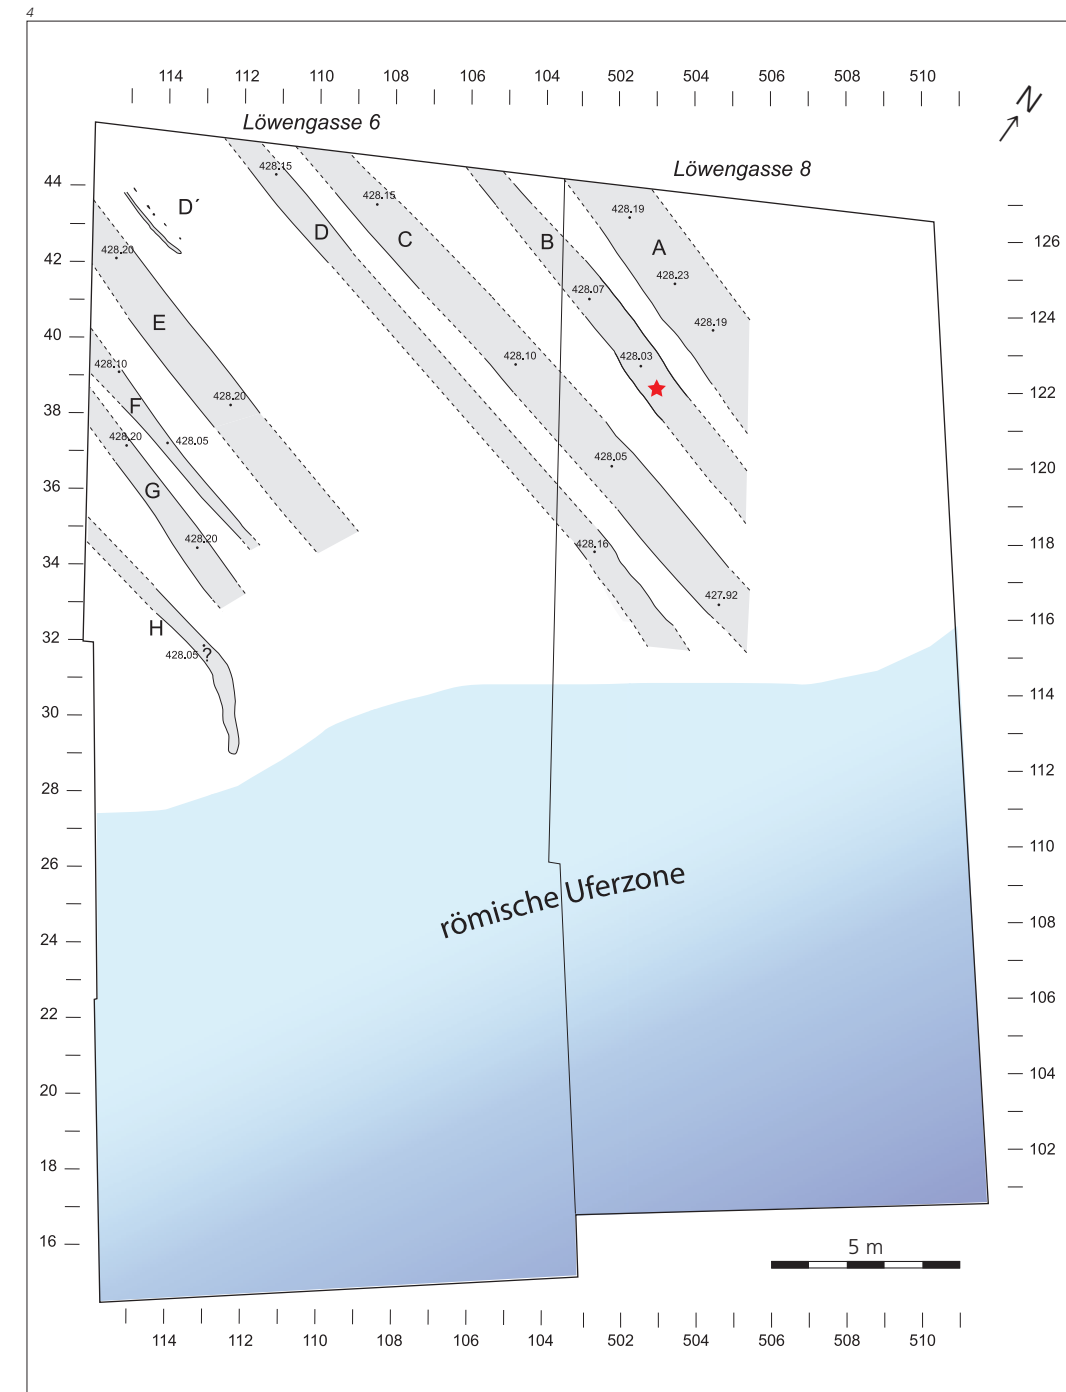 4
114 112 110 108 106 104 502 504 506 508 510
N
Löwengasse 6
Löwengasse 8
428.15
44
428.15
D´
428.19
A
126
B
D
C
428.20
42
428.23
428.07
E
428.19
124
40
428.10
428.10
428.03
122
F
428.20
38
428.20
428.05
428.05
120
G
36
428.20
428.16
118
34
427.92
H
116
32
428.05 ?
114
30
112
28
110
26
römische Uferzone
108
24
106
22
104
20
102
18
16
5 m
114 112 110 108 106 104 502 504 506 508 510